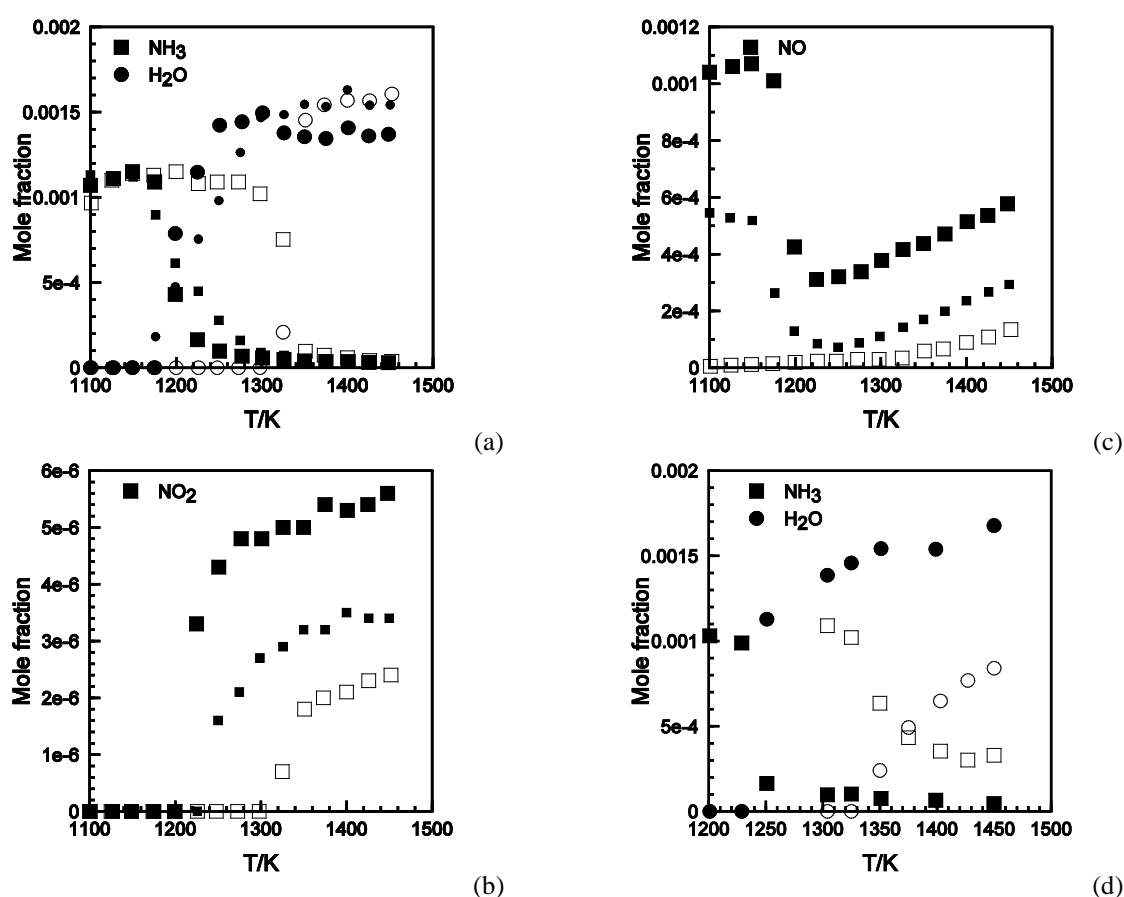 0.002
0.0015
0.001
5e-4
0
Mole fraction
NH3
H2O
1100 1200 1300 1400 1500
T/K
(a)
0.0012
0.001
8e-4
6e-4
4e-4
2e-4
0
Mole fraction
NO
1100 1200 1300 1400 1500
T/K
(c)
6e-6
5e-6
4e-6
3e-6
2e-6
1e-6
0
Mole fraction
NO2
1100 1200 1300 1400 1500
T/K
(b)
0.002
0.0015
0.001
5e-4
0
Mole fraction
NH3
H2O
1200 1250 1300 1350 1400 1450 1500
T/K
(d)